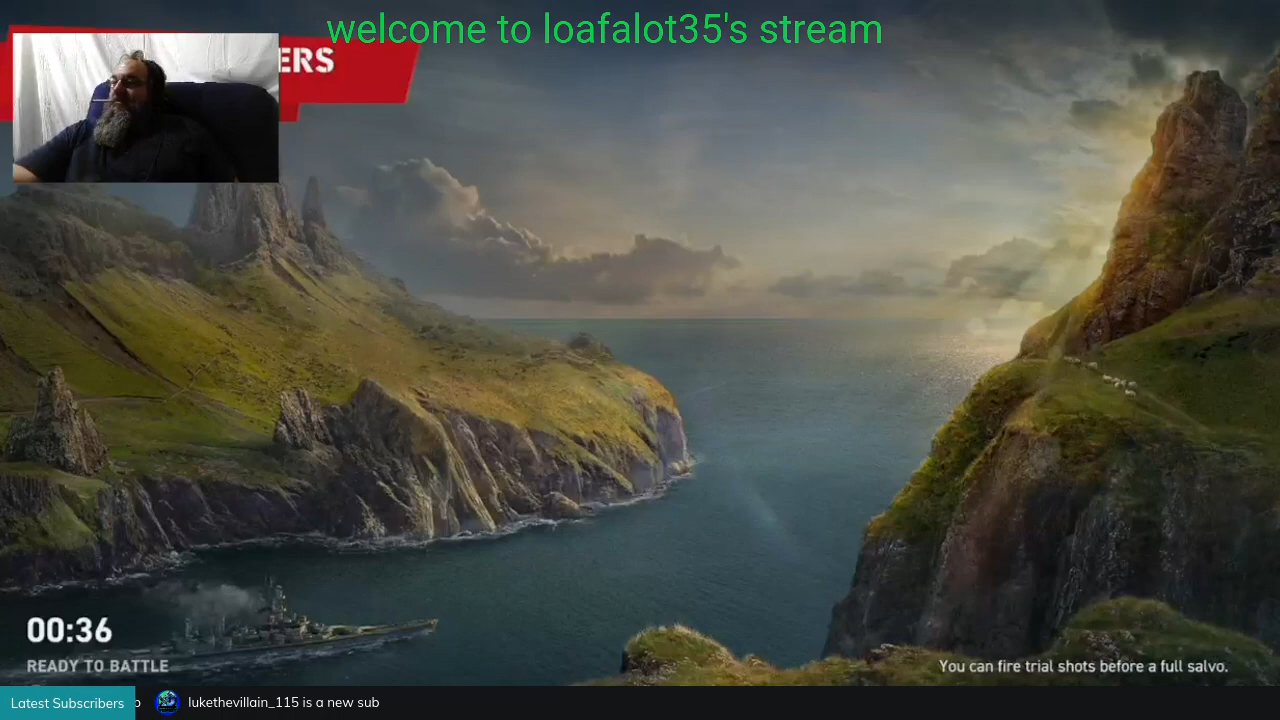 welcome to loafalot35's stream
ERS
00:36
READY TO BATTLE
You can fire trial shots before a full salvo.
Latest Subscribers
lukethevillain_115 is a new sub